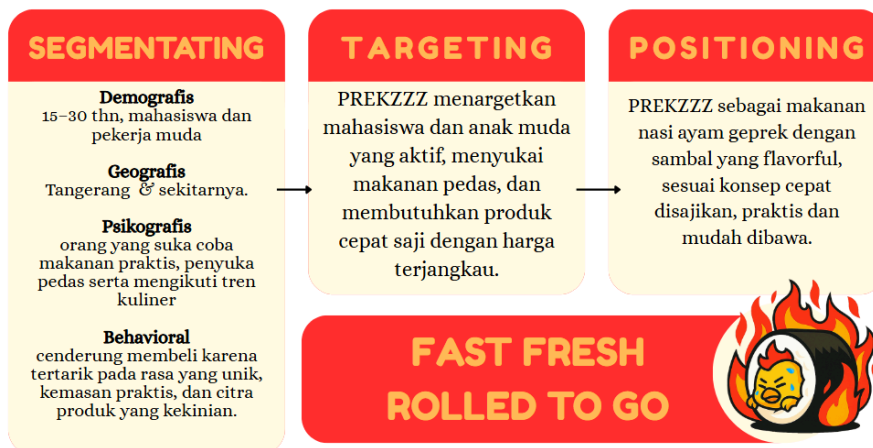 SEGMENTATING
Demografis
15–30 thn, mahasiswa dan
pekerja muda
Geografis
Tangerang & sekitarnya.
Psikografis
orang yang suka coba
makanan praktis, penyuka
pedas serta mengikuti tren
kuliner
Behavioral
cenderung membeli karena
tertarik pada rasa yang unik,
kemasan praktis, dan citra
produk yang kekinian.
TARGETING
PREKZZZ menargetkan
mahasiswa dan anak muda
yang aktif, menyukai
makanan pedas, dan
membutuhkan produk
cepat saji dengan harga
terjangkau.
POSITIONING
PREKZZZ sebagai makanan
nasi ayam geprek dengan
sambal yang flavorful,
sesuai konsep cepat
disajikan, praktis dan
mudah dibawa.
FAST FRESH
ROLLED TO GO